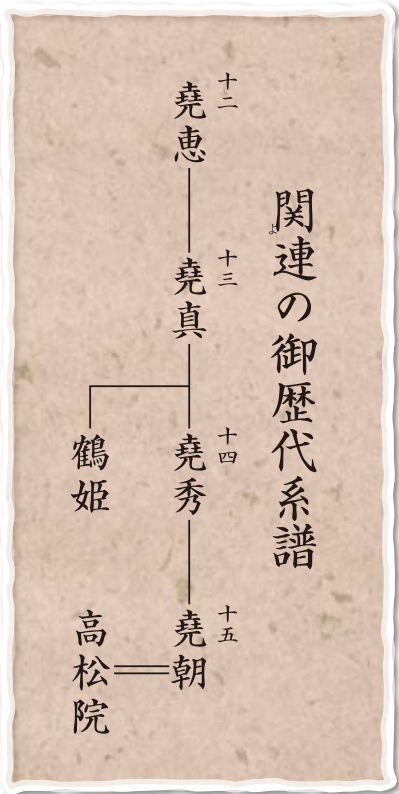 関連の御歴代系譜
よ
十二
堯恵
十三
堯真
十四
堯秀
十五
堯朝
鶴姫
高松院